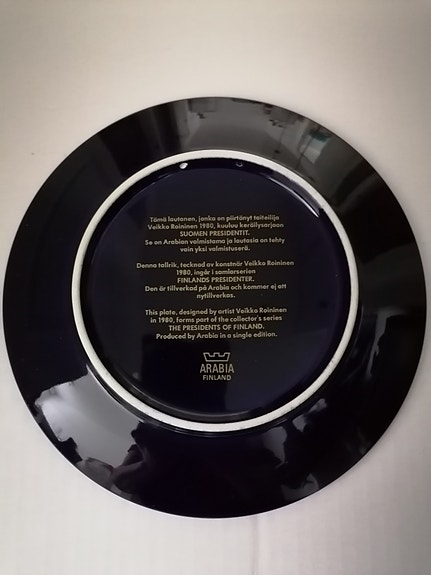 Tämä lautanen, jonka on piirtänyt taiteilija
Veikko Roininen 1980, kuuluu keräilysarjaan
SUOMEN PRESIDENTIT.
Se on Arabian valmistama ja lautasia on tehty
vain yksi valmistuserä.
Denna tallrik, tecknad av konstnär Veikko Roininen
1980, ingår i samlarserien
FINLANDS PRESIDENTER.
Den är tillverkad på Arabia och kommer ej att
nytillverkas.
This plate, designed by artist Veikko Roininen
in 1980, forms part of the collector's series
THE PRESIDENTS OF FINLAND.
Produced by Arabia in a single edition.
ARABIA
FINLAND